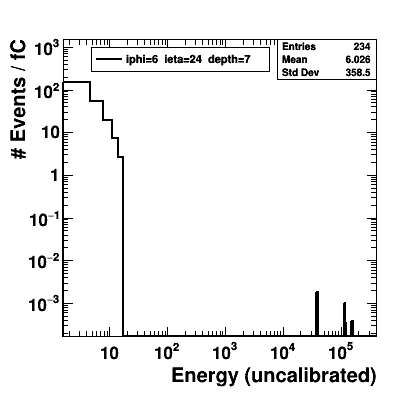 # Events / fC
10³
10²
10
1
10⁻¹
10⁻²
10⁻³
iphi=6 ieta=24 depth=7
Entries 234
Mean 6.026
Std Dev 358.5
10 10² 10³ 10⁴ 10⁵
Energy (uncalibrated)